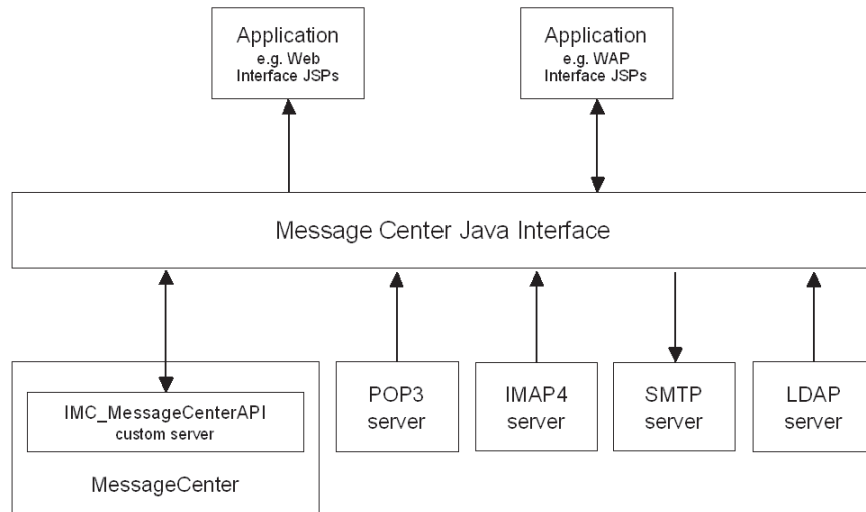 Application
e.g. Web
Interface JSPs
Application
e.g. WAP
Interface JSPs
Message Center Java Interface
IMC_MessageCenterAPI
custom server
MessageCenter
POP3
server
IMAP4
server
SMTP
server
LDAP
server